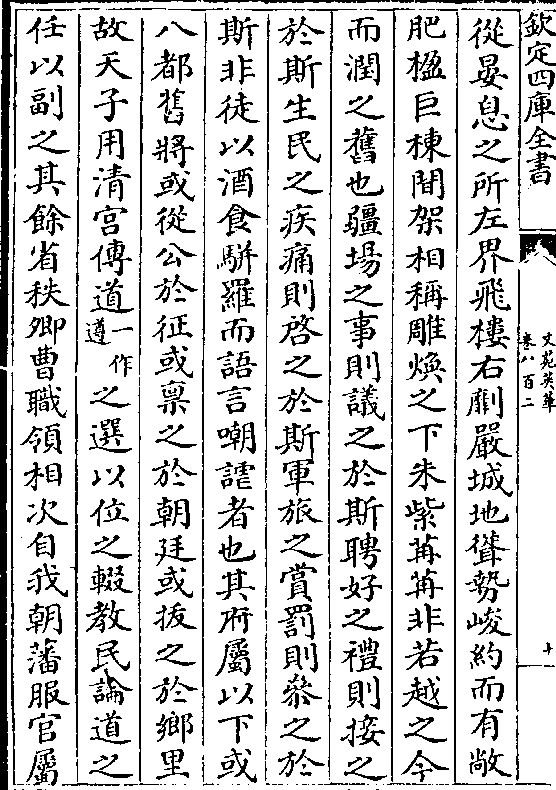 欽定四庫全書
文苑英華
卷八百二
十
從晏息之所左界飛樓右劘嚴城地聳勢峻約而有敞
肥楹巨棟間架相稱雕煥之下朱紫苒苒非若越之今
而潤之舊也疆場之事則議之於斯聘好之禮則接之
於斯生民之疾痛則啓之於斯軍旅之賞罰則叅之於
斯非徒以酒食駢羅而語言嘲謔者也其府屬以下或
八都舊將或從公於征或稟之於朝廷或拔之於鄉里
故天子用清宫傳道一作遵之選以位之輟教民論道之
任以副之其餘省秩卿曹職領相次自我朝藩服官屬